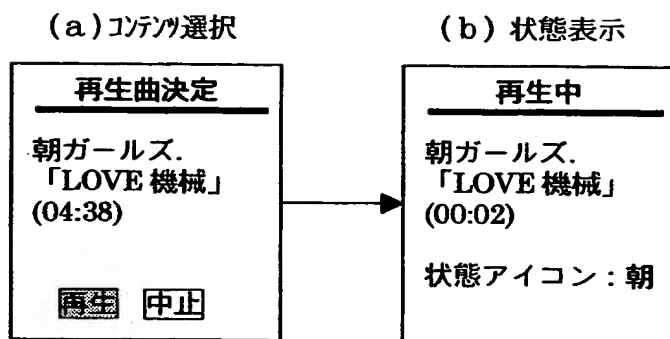 (a)コンテンツ選択
再生曲決定
朝ガールズ.
「LOVE 機械」
(04:38)
再生 中止
(b) 状態表示
再生中
朝ガールズ.
「LOVE 機械」
(00:02)
状態アイコン：朝